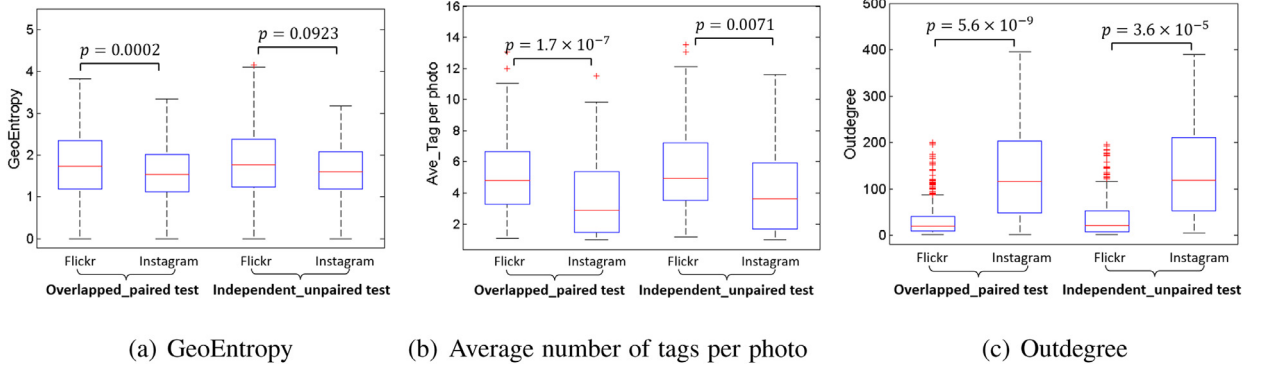 GeoEntropy
5
4
3
2
1
0
p = 0.0002
p = 0.0923
Flickr Instagram Flickr Instagram
Overlapped_paired test Independent_unpaired test
(a) GeoEntropy
Ave_Tag per photo
16
14
12
10
8
6
4
2
p = 1.7 × 10⁻⁷
p = 0.0071
Flickr Instagram Flickr Instagram
Overlapped_paired test Independent_unpaired test
(b) Average number of tags per photo
Outdegree
500
400
300
200
100
0
p = 5.6 × 10⁻⁹
p = 3.6 × 10⁻⁵
Flickr Instagram Flickr Instagram
Overlapped_paired test Independent_unpaired test
(c) Outdegree